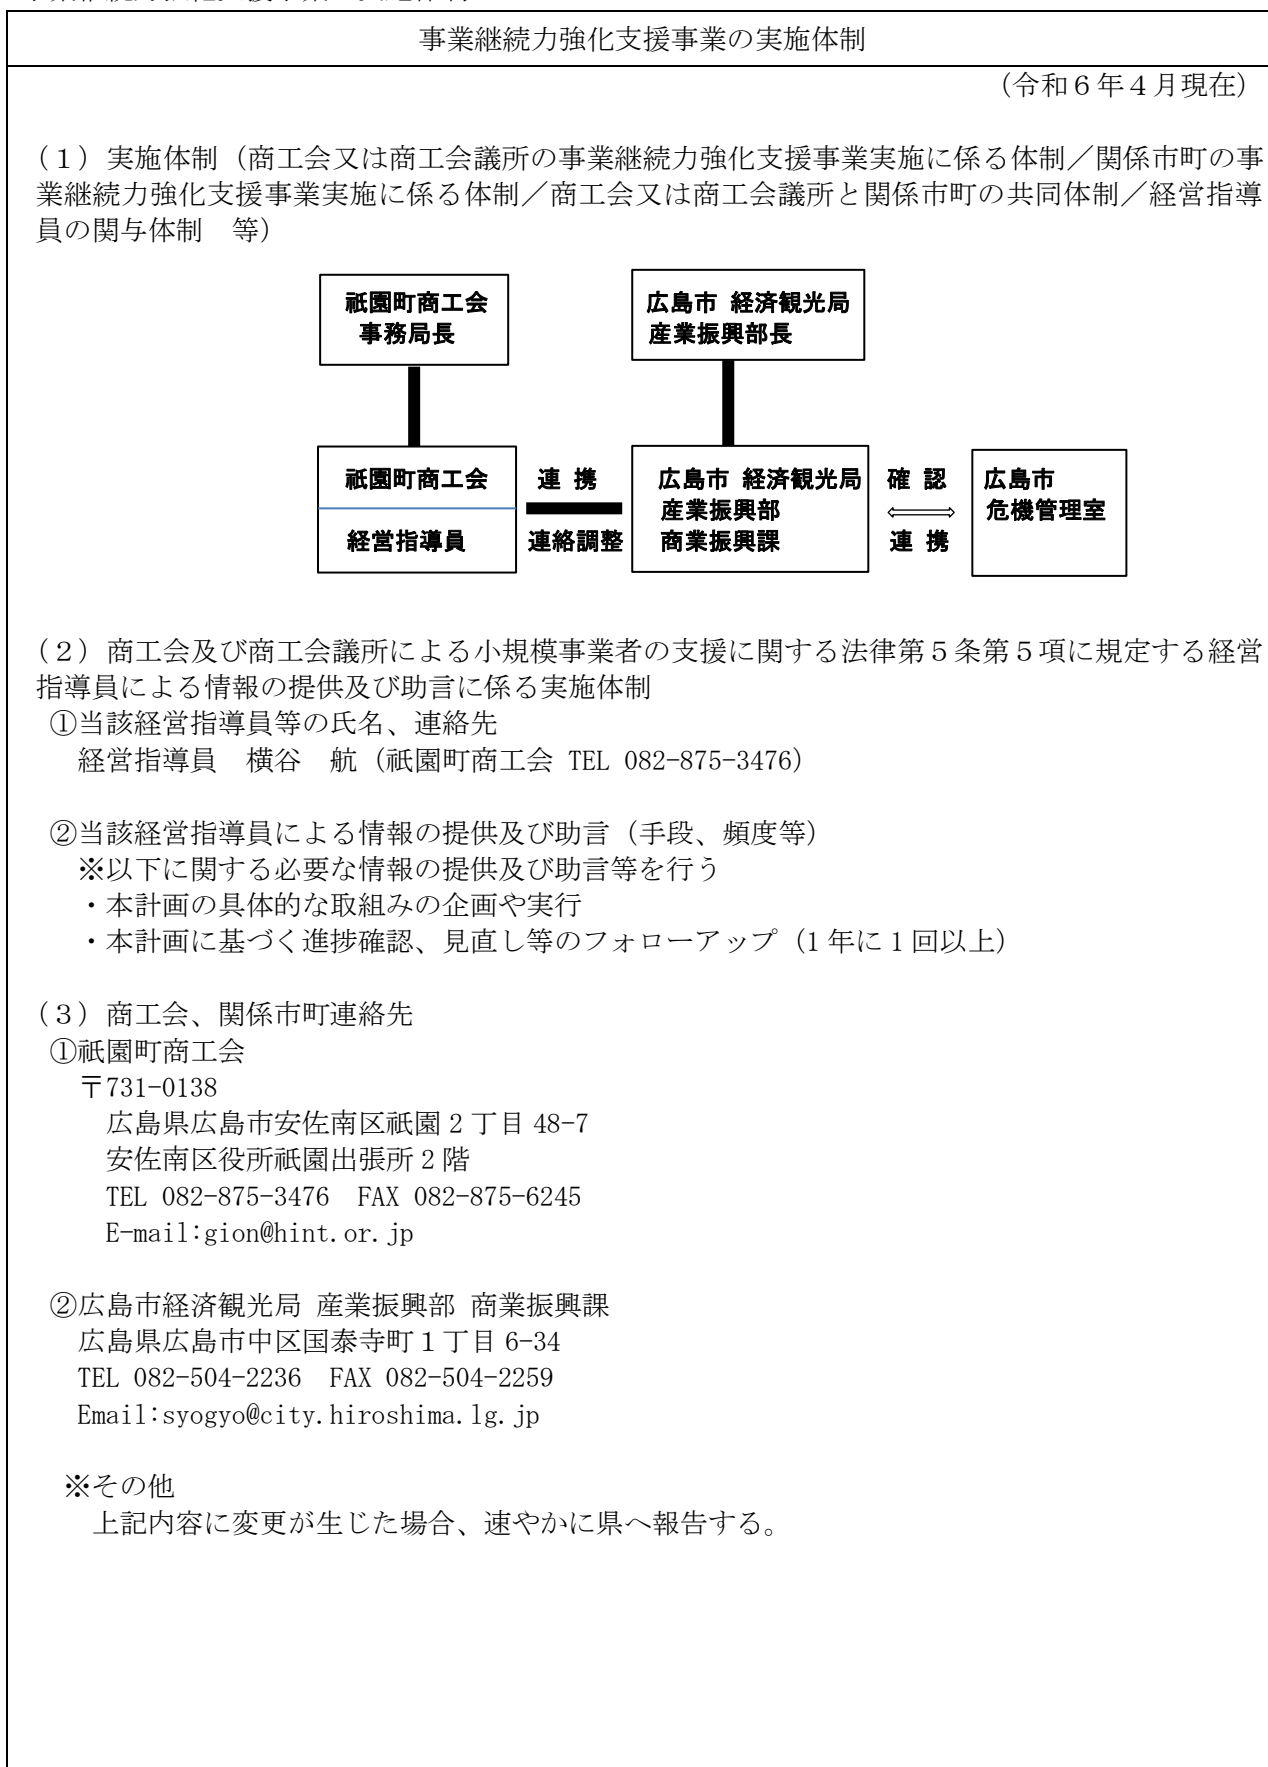 事業継続力強化支援事業の実施体制
（令和６年４月現在）
（１）実施体制（商工会又は商工会議所の事業継続力強化支援事業実施に係る体制／関係市町の事
業継続力強化支援事業実施に係る体制／商工会又は商工会議所と関係市町の共同体制／経営指導
員の関与体制　等）
祇園町商工会
事務局長
広島市 経済観光局
産業振興部長
祇園町商工会
経営指導員
連 携
連絡調整
広島市 経済観光局
産業振興部
商業振興課
確 認
連 携
広島市
危機管理室
（２）商工会及び商工会議所による小規模事業者の支援に関する法律第５条第５項に規定する経営
指導員による情報の提供及び助言に係る実施体制
①当該経営指導員等の氏名、連絡先
経営指導員　横谷　航（祇園町商工会 TEL 082-875-3476）
②当該経営指導員による情報の提供及び助言（手段、頻度等）
※以下に関する必要な情報の提供及び助言等を行う
・本計画の具体的な取組みの企画や実行
・本計画に基づく進捗確認、見直し等のフォローアップ（1 年に 1 回以上）
（３）商工会、関係市町連絡先
①祇園町商工会
〒731-0138
広島県広島市安佐南区祇園 2 丁目 48-7
安佐南区役所祇園出張所 2 階
TEL 082-875-3476　FAX 082-875-6245
E-mail:gion@hint.or.jp
②広島市経済観光局 産業振興部 商業振興課
広島県広島市中区国泰寺町１丁目 6-34
TEL 082-504-2236　FAX 082-504-2259
Email:syogyo@city.hiroshima.lg.jp
※その他
上記内容に変更が生じた場合、速やかに県へ報告する。